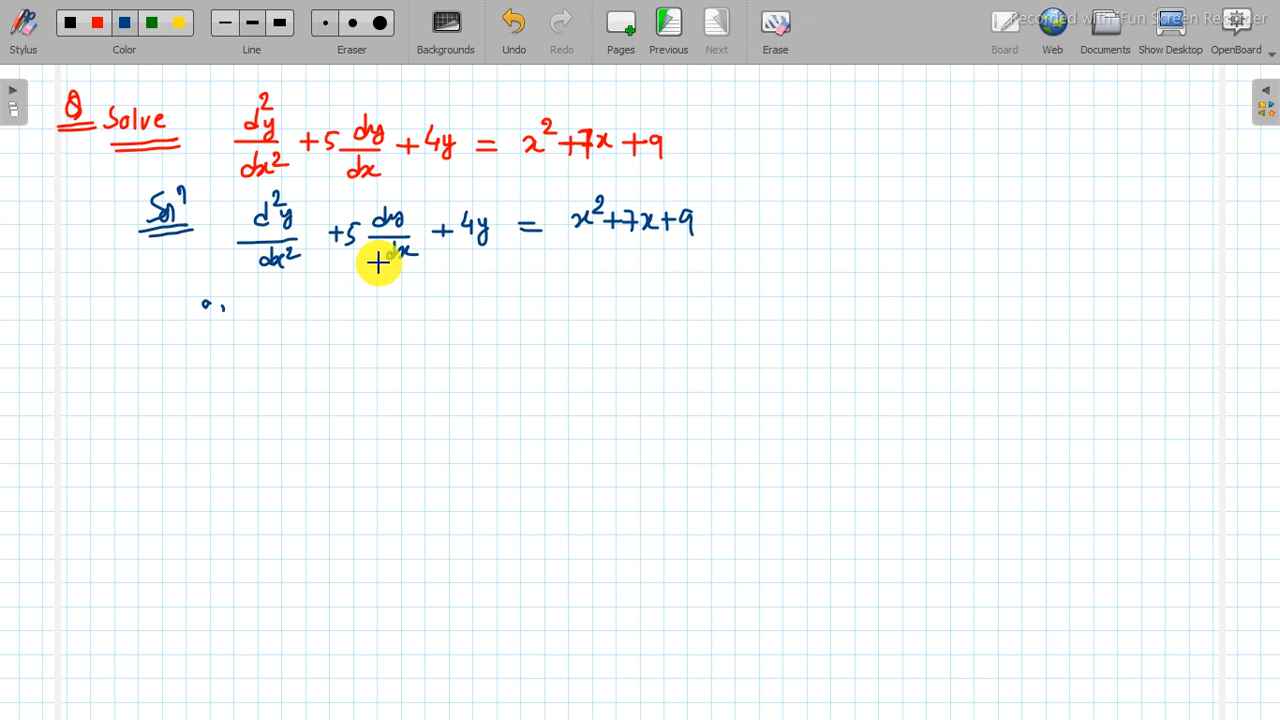 Recorded with Fun Screen Recorder
Stylus Color Line Eraser Backgrounds Undo Redo Pages Previous Next Erase Board Web Documents Show Desktop OpenBoard
Q Solve d²y/dx² + 5 dy/dx + 4y = x² + 7x + 9
Solⁿ d²y/dx² + 5 dy/dx + 4y = x² + 7x + 9